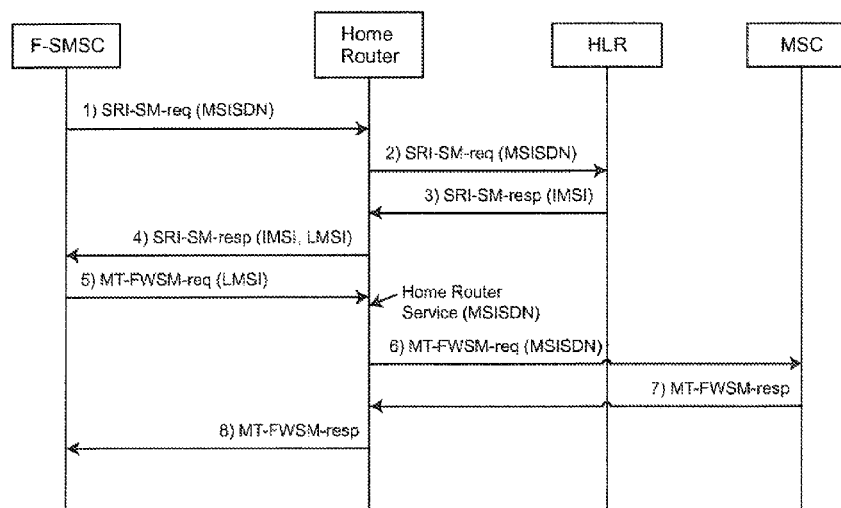 F-SMSC
Home
Router
HLR
MSC
1) SRI-SM-req (MSISDN)
2) SRI-SM-req (MSISDN)
3) SRI-SM-resp (IMSI)
4) SRI-SM-resp (IMSI, LMSI)
5) MT-FWSM-req (LMSI)
Home Router
Service (MSISDN)
6) MT-FWSM-req (MSISDN)
7) MT-FWSM-resp
8) MT-FWSM-resp